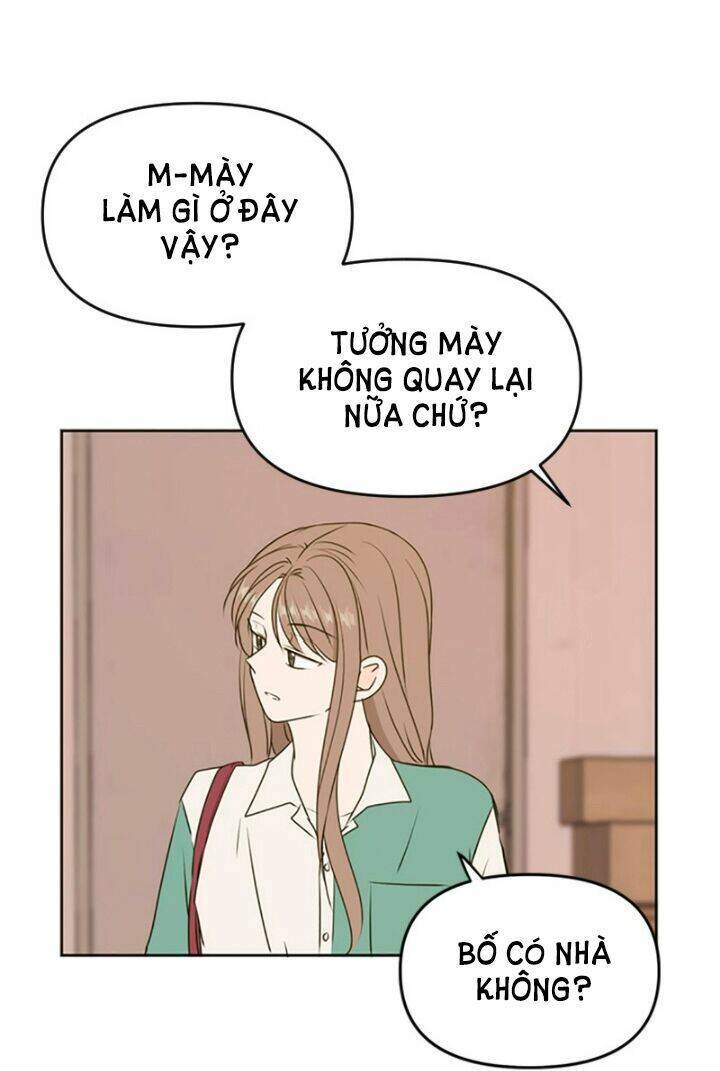 M-MÀY
LÀM GÌ Ở ĐÂY
VẬY?
TƯỞNG MÀY
KHÔNG QUAY LẠI
NỮA CHỨ?
BỐ CÓ NHÀ
KHÔNG?